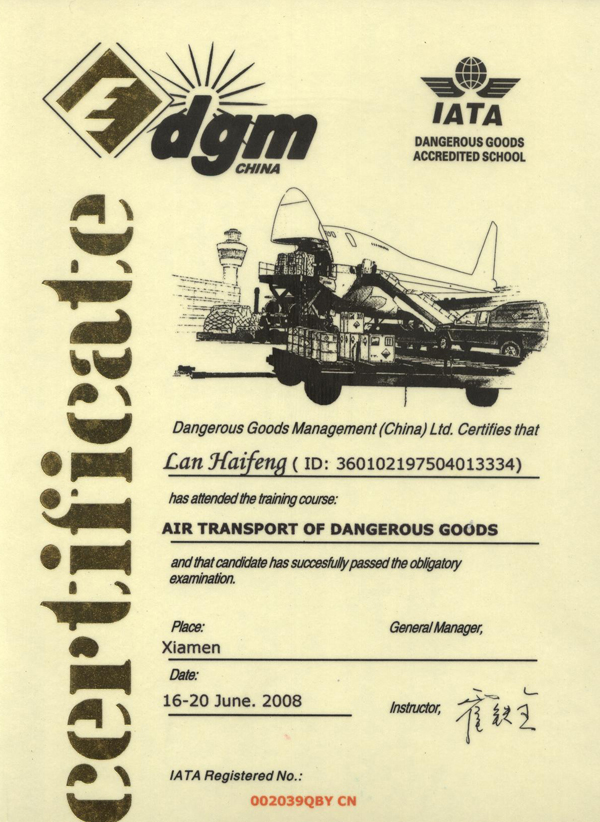 dgm
CHINA
IATA
DANGEROUS GOODS
ACCREDITED SCHOOL
certificate
Dangerous Goods Management (China) Ltd. Certifies that
Lan Haifeng ( ID: 360102197504013334)
has attended the training course:
AIR TRANSPORT OF DANGEROUS GOODS
and that candidate has succesfully passed the obligatory
examination.
Place:
General Manager,
Xiamen
Date:
16-20 June. 2008
Instructor,
IATA Registered No.:
002039QBY CN